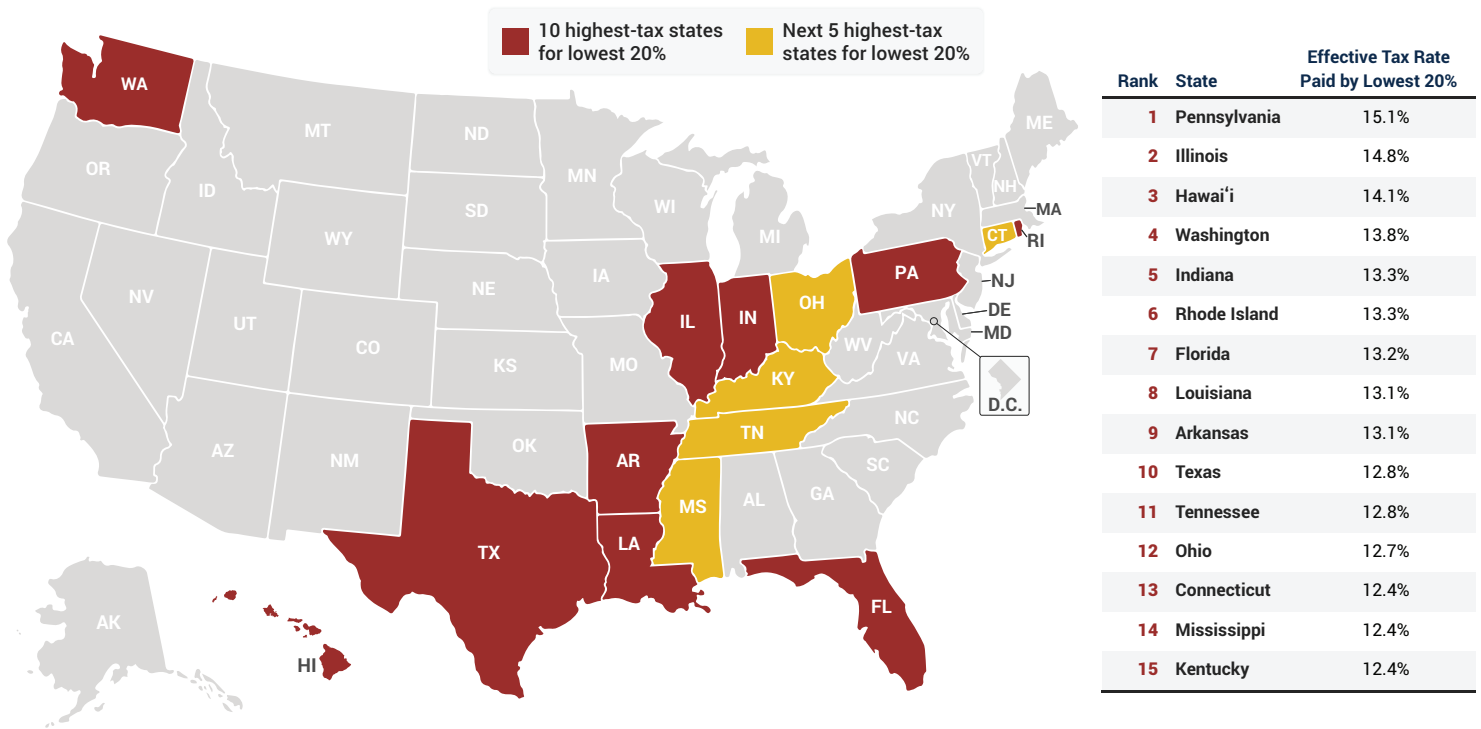 10 highest-tax states
for lowest 20%
Next 5 highest-tax
states for lowest 20%
WA
MT
ND
MN
ME
OR
ID
SD
WI
VT
NH
NY
MA
WY
MI
CT
RI
NV
NE
IA
PA
NJ
UT
IL
IN
OH
DE
MD
CA
CO
KS
MO
WV
VA
KY
D.C.
AZ
NM
OK
AR
TN
NC
SC
MS
AL
GA
TX
LA
FL
AK
HI
Effective Tax Rate
Rank State Paid by Lowest 20%
1 Pennsylvania 15.1%
2 Illinois 14.8%
3 Hawaiʻi 14.1%
4 Washington 13.8%
5 Indiana 13.3%
6 Rhode Island 13.3%
7 Florida 13.2%
8 Louisiana 13.1%
9 Arkansas 13.1%
10 Texas 12.8%
11 Tennessee 12.8%
12 Ohio 12.7%
13 Connecticut 12.4%
14 Mississippi 12.4%
15 Kentucky 12.4%